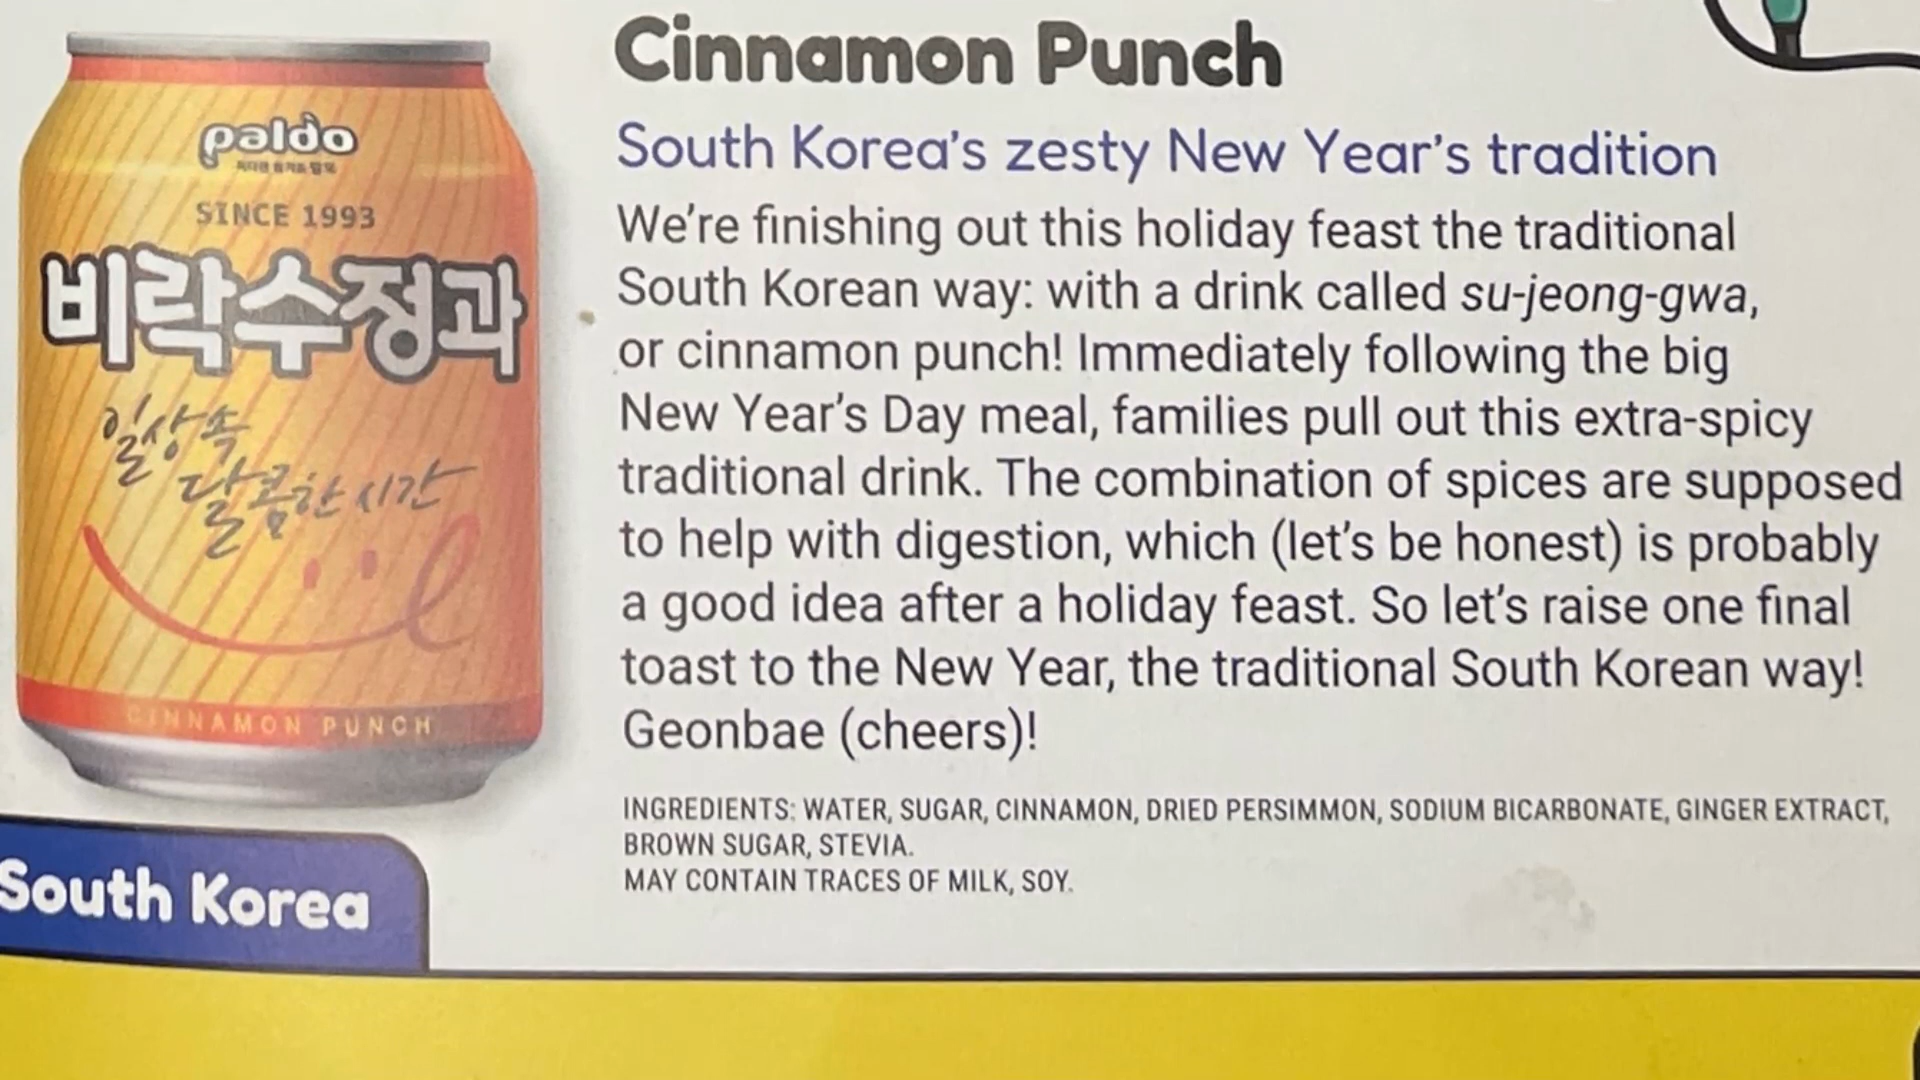 paldo
SINCE 1993
비락수정과
일상 속
달콤한 시간
CINNAMON PUNCH
South Korea
Cinnamon Punch
South Korea's zesty New Year's tradition
We're finishing out this holiday feast the traditional
South Korean way: with a drink called su-jeong-gwa,
or cinnamon punch! Immediately following the big
New Year's Day meal, families pull out this extra-spicy
traditional drink. The combination of spices are supposed
to help with digestion, which (let's be honest) is probably
a good idea after a holiday feast. So let's raise one final
toast to the New Year, the traditional South Korean way!
Geonbae (cheers)!
INGREDIENTS: WATER, SUGAR, CINNAMON, DRIED PERSIMMON, SODIUM BICARBONATE, GINGER EXTRACT,
BROWN SUGAR, STEVIA.
MAY CONTAIN TRACES OF MILK, SOY.